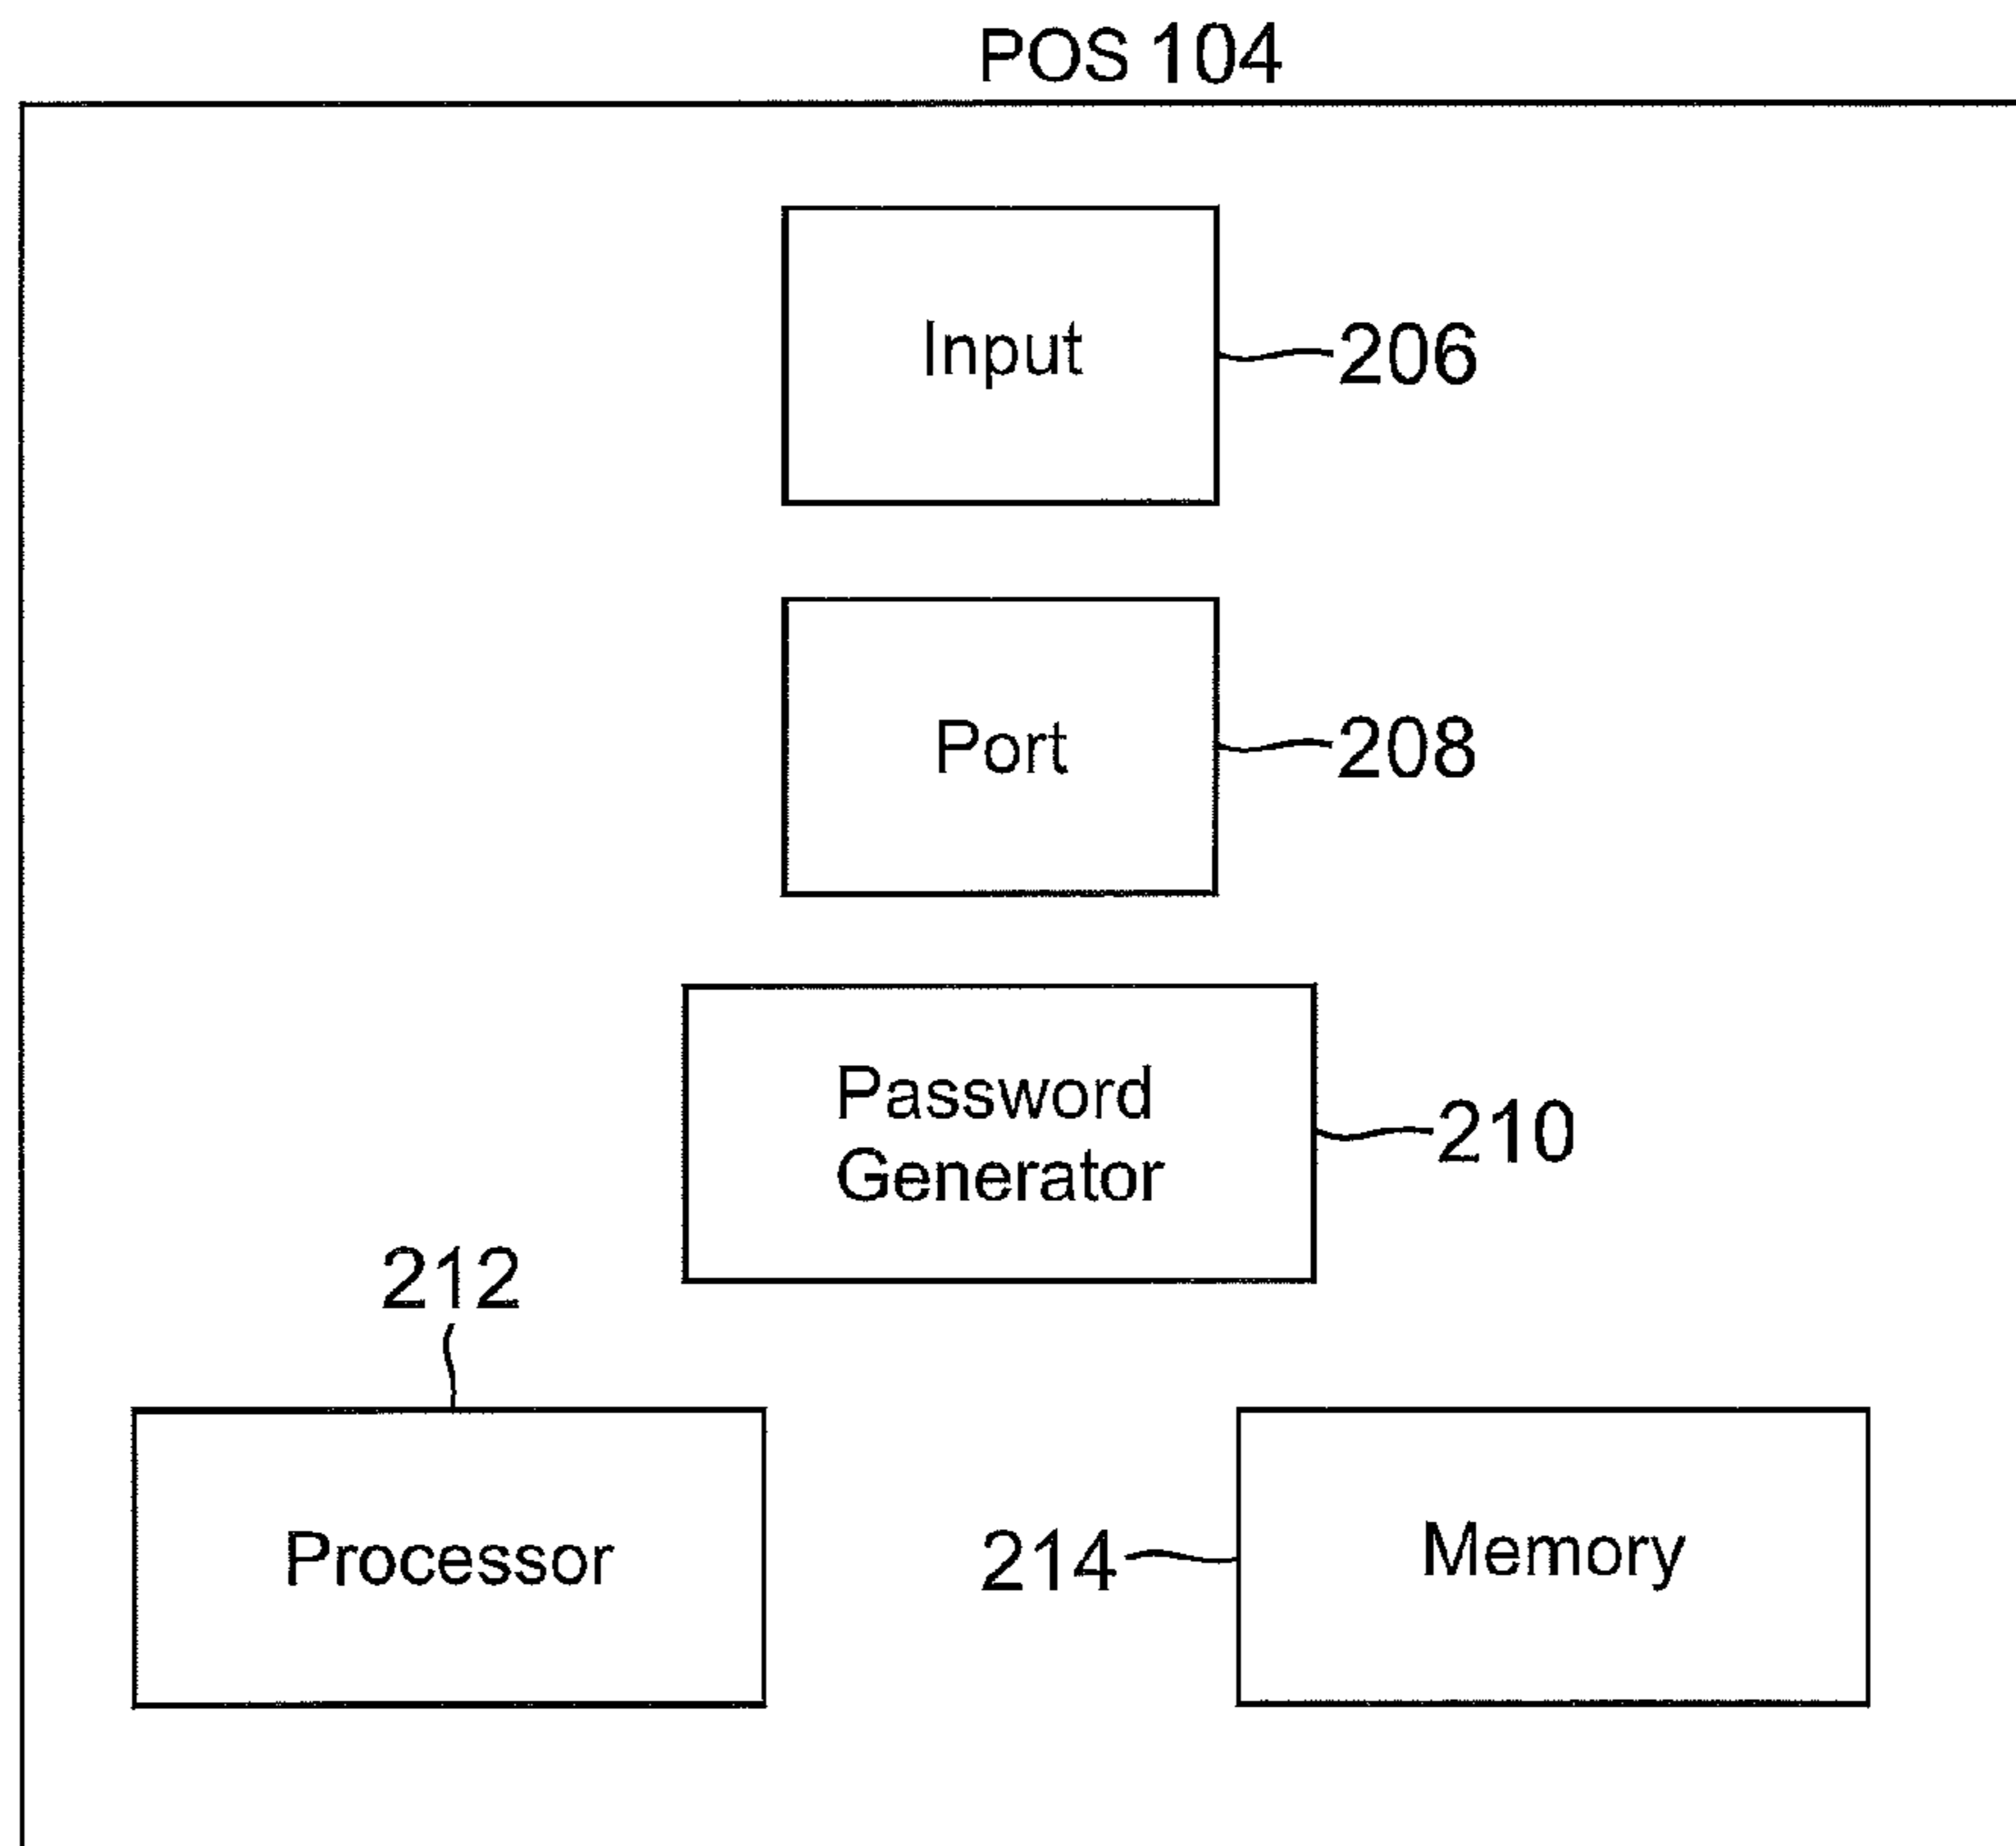 POS 104
Input
206
Port
208
Password
Generator
210
212
Processor
214
Memory